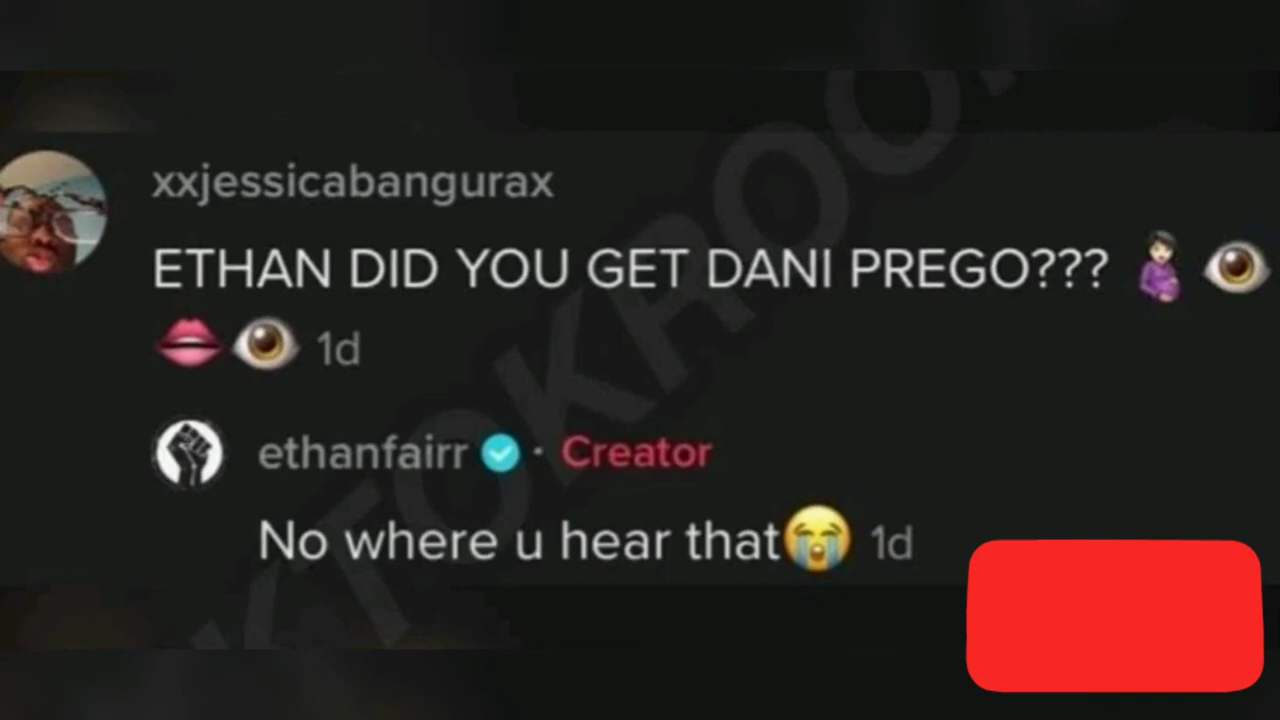 xxjessicabangurax
ETHAN DID YOU GET DANI PREGO??? 🤰🏻 👁️
👄👁️ 1d
ethanfairr · Creator
No where u hear that😭 1d